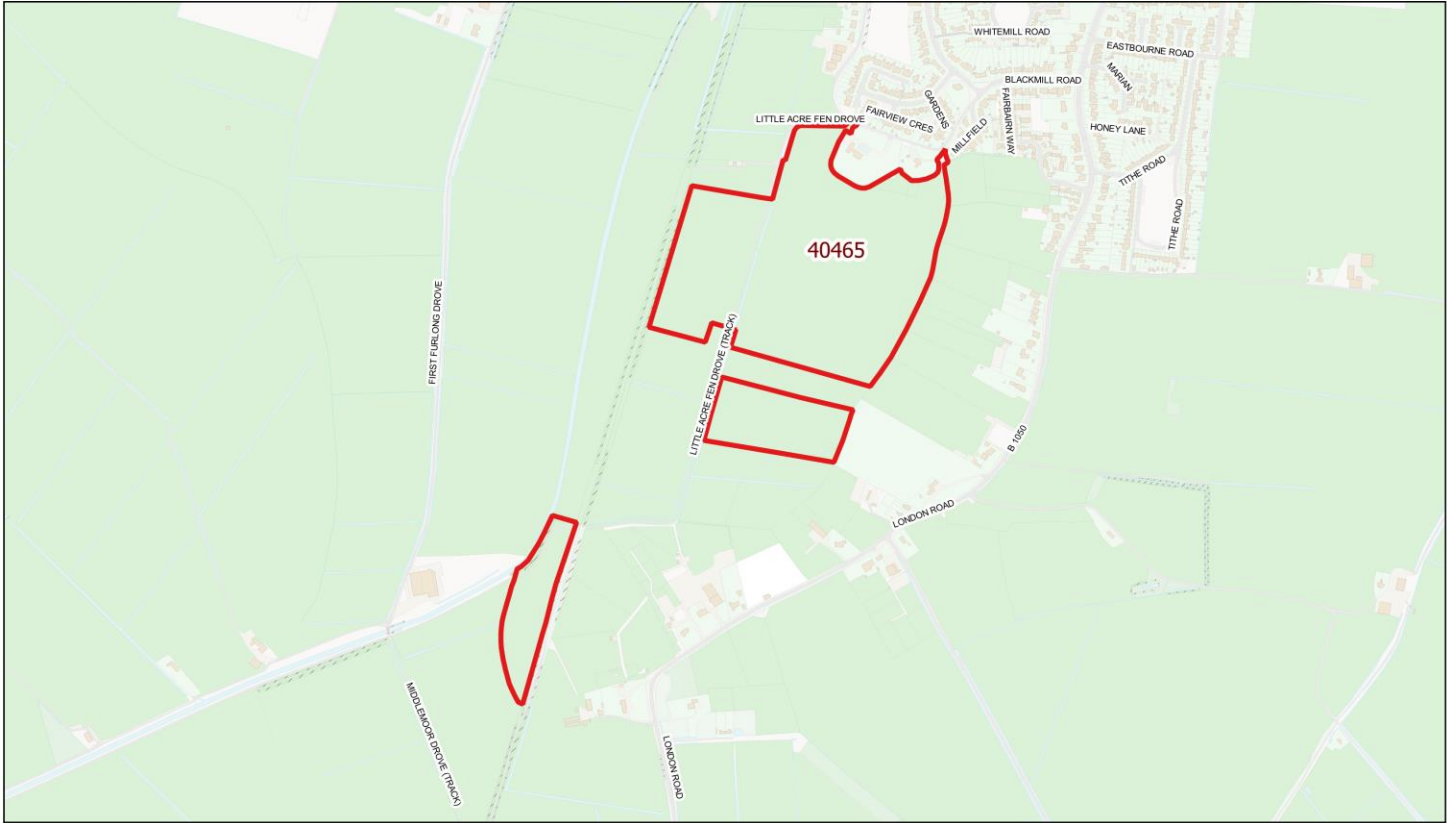 WHITEMILL ROAD
EASTBOURNE ROAD
MARIAN
BLACKMILL ROAD
GARDENS
FAIRBAIRN WAY
LITTLE ACRE FEN DROVE
FAIRVIEW CRES
MILLFIELD
HONEY LANE
TITHE ROAD
TITHE ROAD
40465
FIRST FURLONG DROVE
LITTLE ACRE FEN DROVE (TRACK)
B 1050
LONDON ROAD
MIDDLEMOOR DROVE (TRACK)
LONDON ROAD